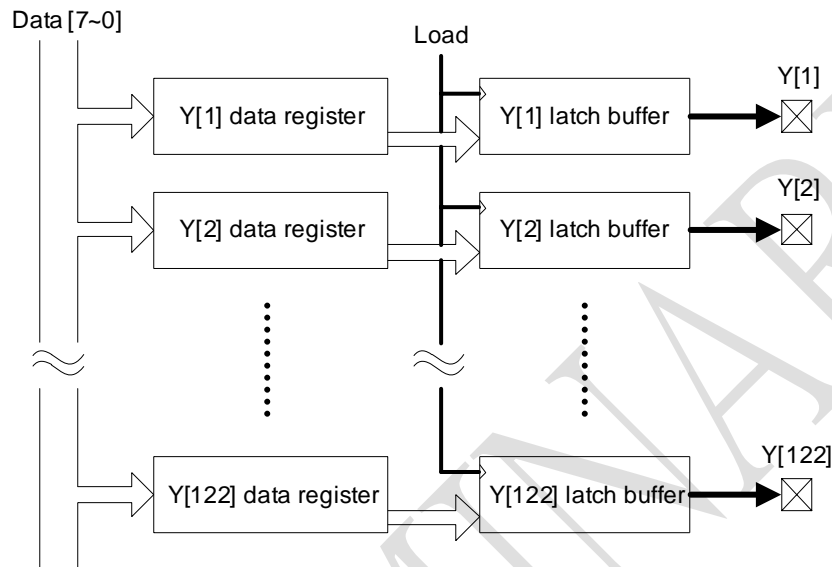 Data [7~0]
Load
Y[1]
Y[1] data register
Y[1] latch buffer
Y[2]
Y[2] data register
Y[2] latch buffer
Y[122]
Y[122] data register
Y[122] latch buffer